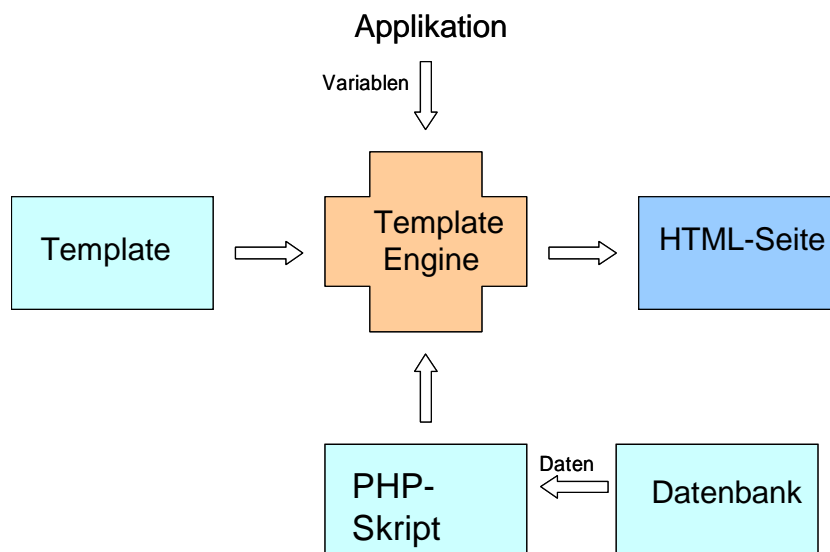 Applikation
Variablen
Template
Template
Engine
HTML-Seite
Daten
PHP-
Skript
Datenbank